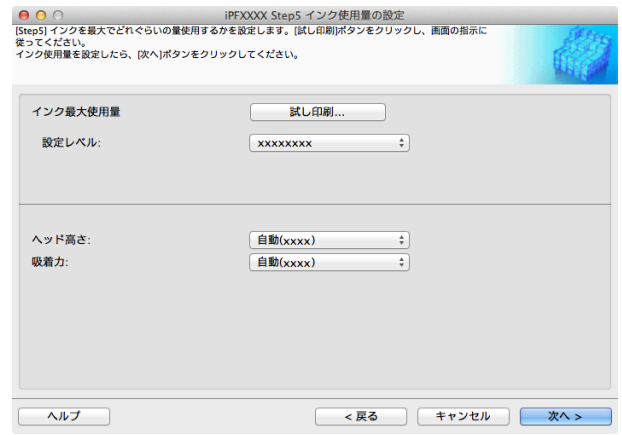 iPFXXXX Step5 インク使用量の設定
[Step5] インクを最大でどれぐらいの量使用するかを設定します。[試し印刷]ボタンをクリックし、画面の指示に
従ってください。
インク使用量を設定したら、[次へ]ボタンをクリックしてください。
インク最大使用量 試し印刷...
設定レベル: xxxxxxxx
ヘッド高さ: 自動(xxxx)
吸着力: 自動(xxxx)
ヘルプ < 戻る キャンセル 次へ >